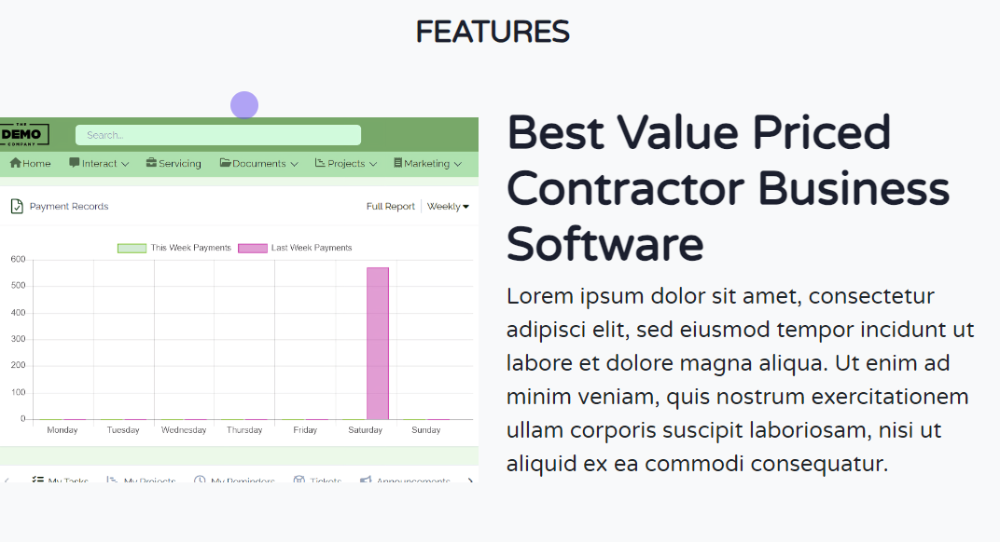 FEATURES
THE
DEMO
COMPANY
Search...
Home Interact Servicing Documents Projects Marketing
Payment Records Full Report Weekly
This Week Payments Last Week Payments
600
500
400
300
200
100
0
Monday Tuesday Wednesday Thursday Friday Saturday Sunday
My Tasks My Projects My Reminders Tickets Announcements
Best Value Priced
Contractor Business
Software
Lorem ipsum dolor sit amet, consectetur
adipisci elit, sed eiusmod tempor incidunt ut
labore et dolore magna aliqua. Ut enim ad
minim veniam, quis nostrum exercitationem
ullam corporis suscipit laboriosam, nisi ut
aliquid ex ea commodi consequatur.